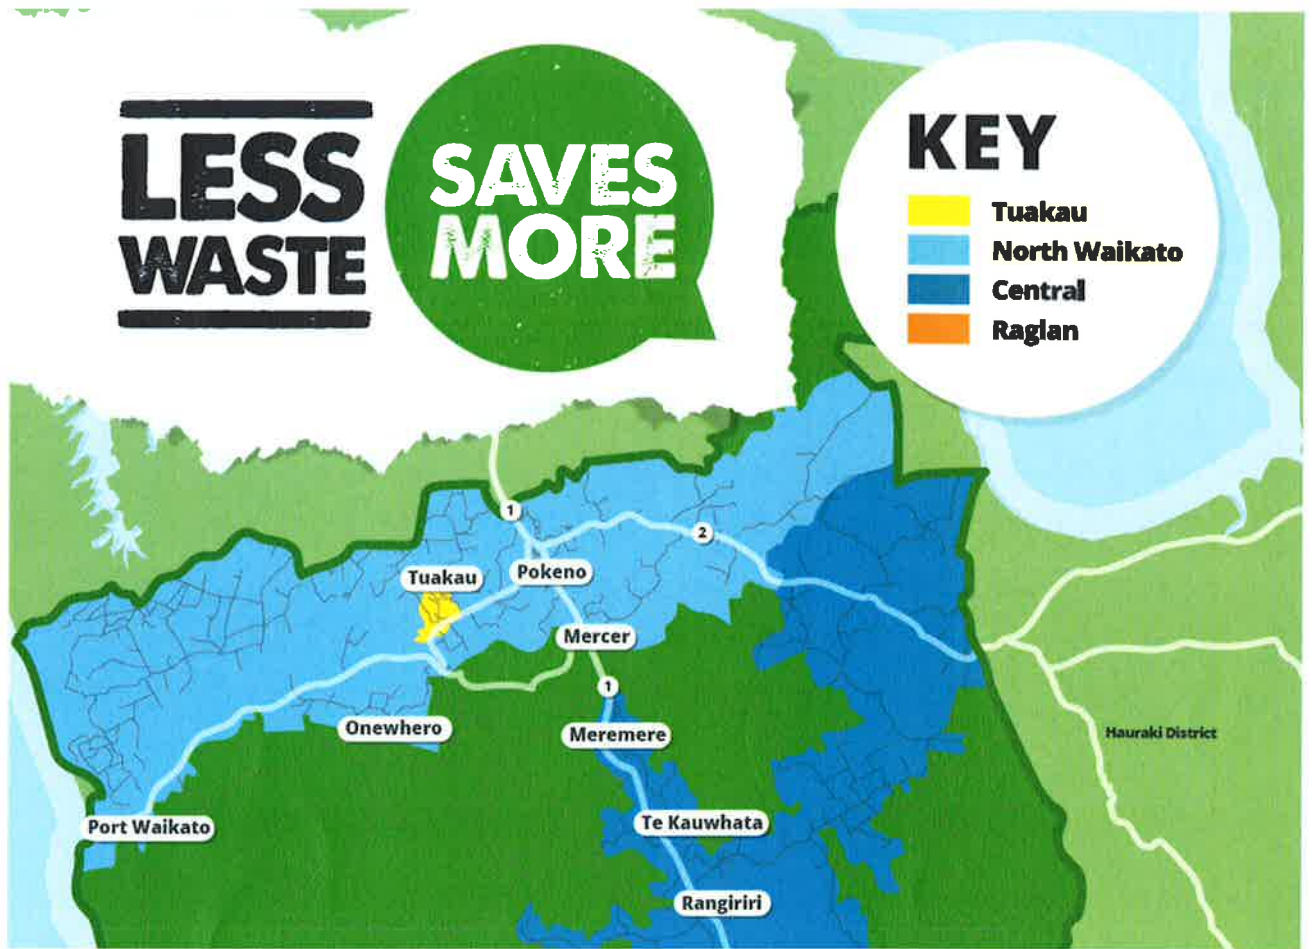 LESS
WASTE
SAVES
MORE
KEY
Tuakau
North Waikato
Central
Raglan
1
2
Tuakau
Pokeno
Mercer
1
Onewhero
Meremere
Hauraki District
Port Waikato
Te Kauwhata
Rangiriri